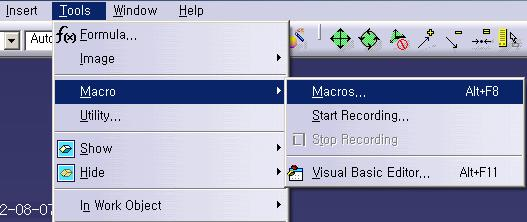 Insert Tools Window Help
Auto
f(x) Formula...
Image
Macro
Macros... Alt+F8
Utility...
Start Recording...
Stop Recording
Show
Hide
Visual Basic Editor... Alt+F11
In Work Object
2-08-07